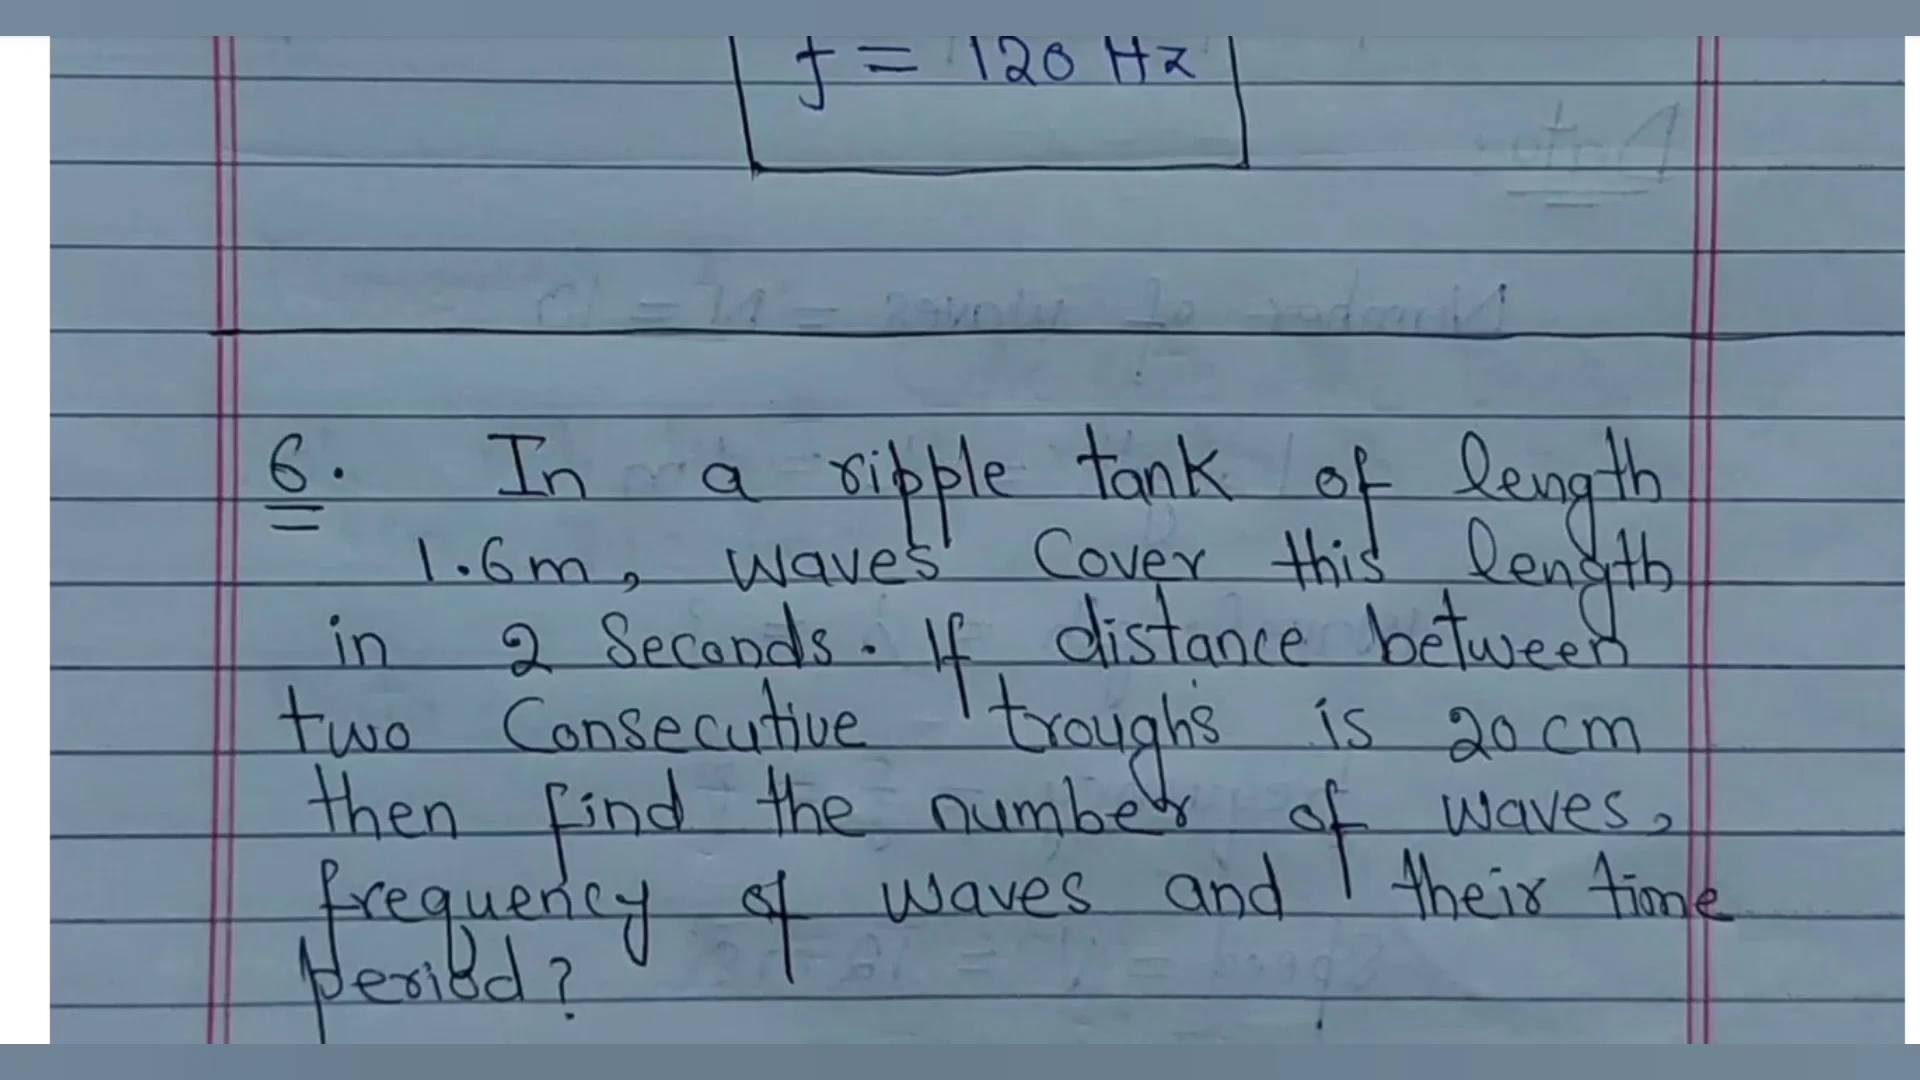 f = 120 Hz
6. In a ripple tank of length
1.6m, waves Cover this length
in 2 Seconds. If distance between
two Consecutive troughs is 20 cm
then find the number of waves,
frequency of waves and their time
period?